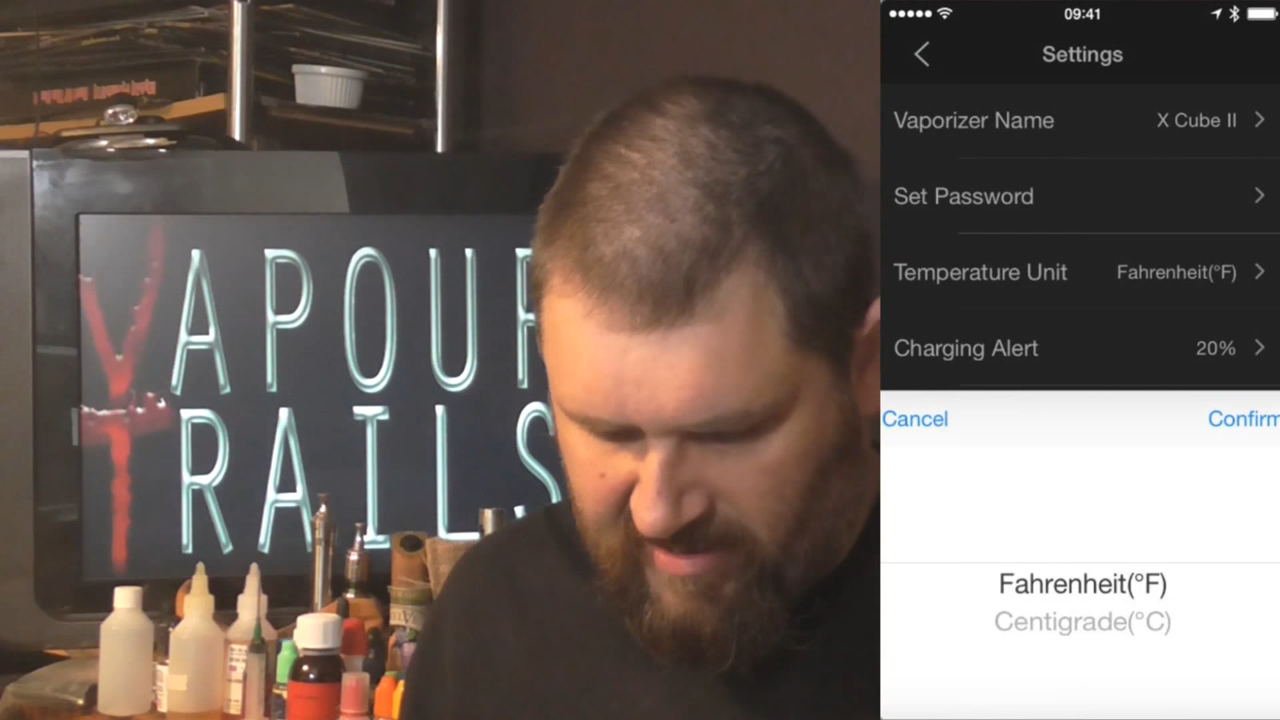 VAPOUR
TRAILS
09:41
Settings
Vaporizer Name X Cube II
Set Password
Temperature Unit Fahrenheit(°F)
Charging Alert 20%
Cancel Confirm
Fahrenheit(°F)
Centigrade(°C)